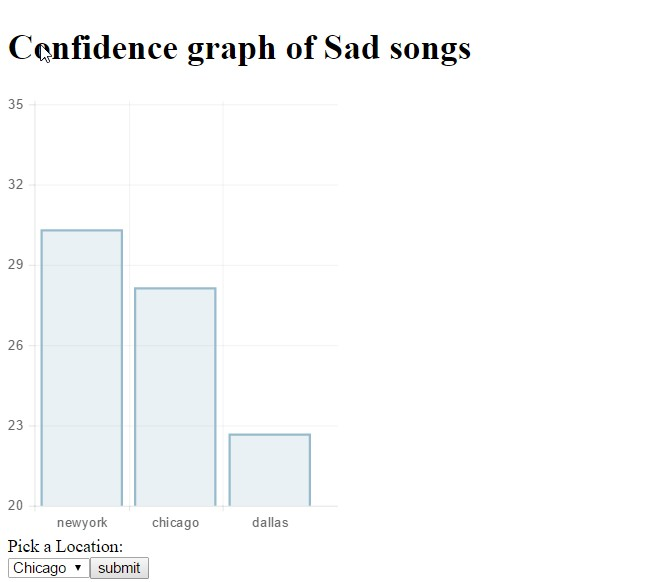 Confidence graph of Sad songs
35
32
29
26
23
20
newyork chicago dallas
Pick a Location:
Chicago submit